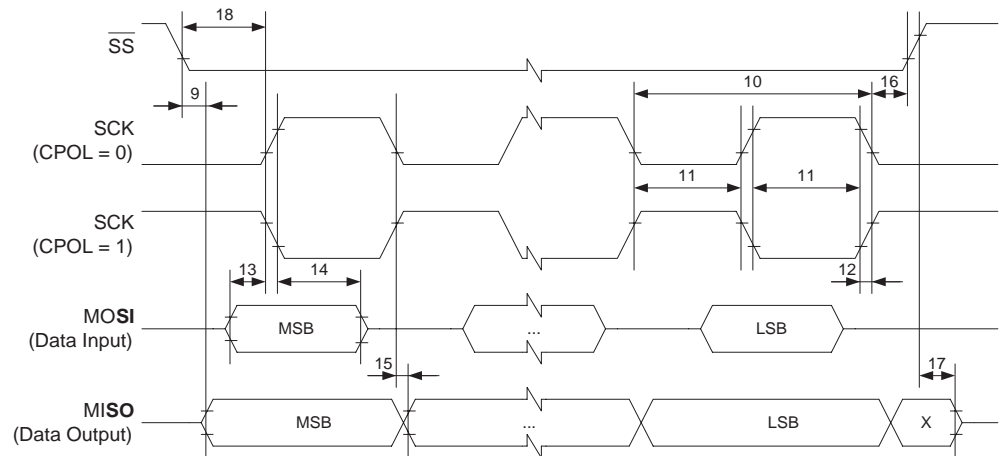 18
SS
10
16
9
SCK
(CPOL = 0)
11
11
SCK
(CPOL = 1)
13
14
12
MOSI
(Data Input)
MSB
...
LSB
15
17
MISO
(Data Output)
MSB
...
LSB
X